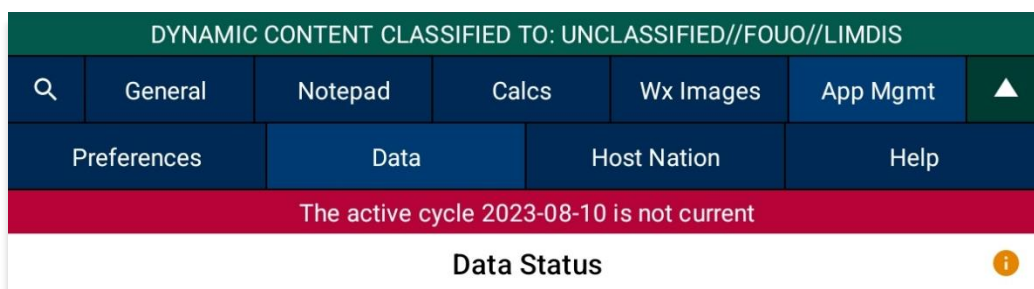 DYNAMIC CONTENT CLASSIFIED TO: UNCLASSIFIED//FOUO//LIMDIS
General Notepad Calcs Wx Images App Mgmt
Preferences Data Host Nation Help
The active cycle 2023-08-10 is not current
Data Status